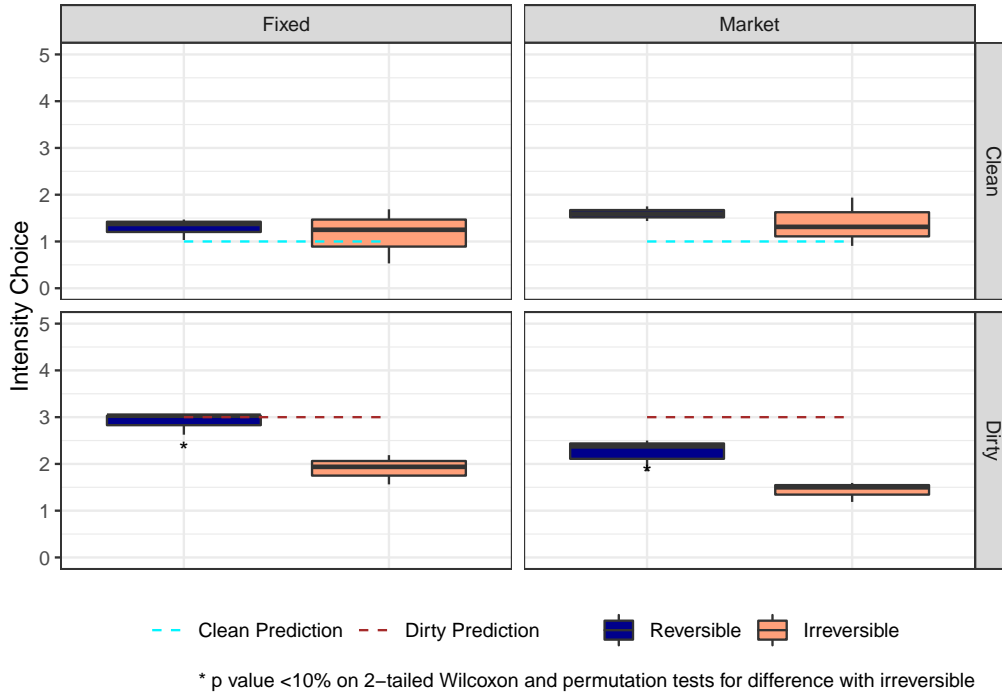 Fixed
Market
Intensity Choice
5
4
3
2
1
0
Clean
5
4
3
2
1
0
Dirty
*
*
Clean Prediction
Dirty Prediction
Reversible
Irreversible
* p value <10% on 2−tailed Wilcoxon and permutation tests for difference with irreversible